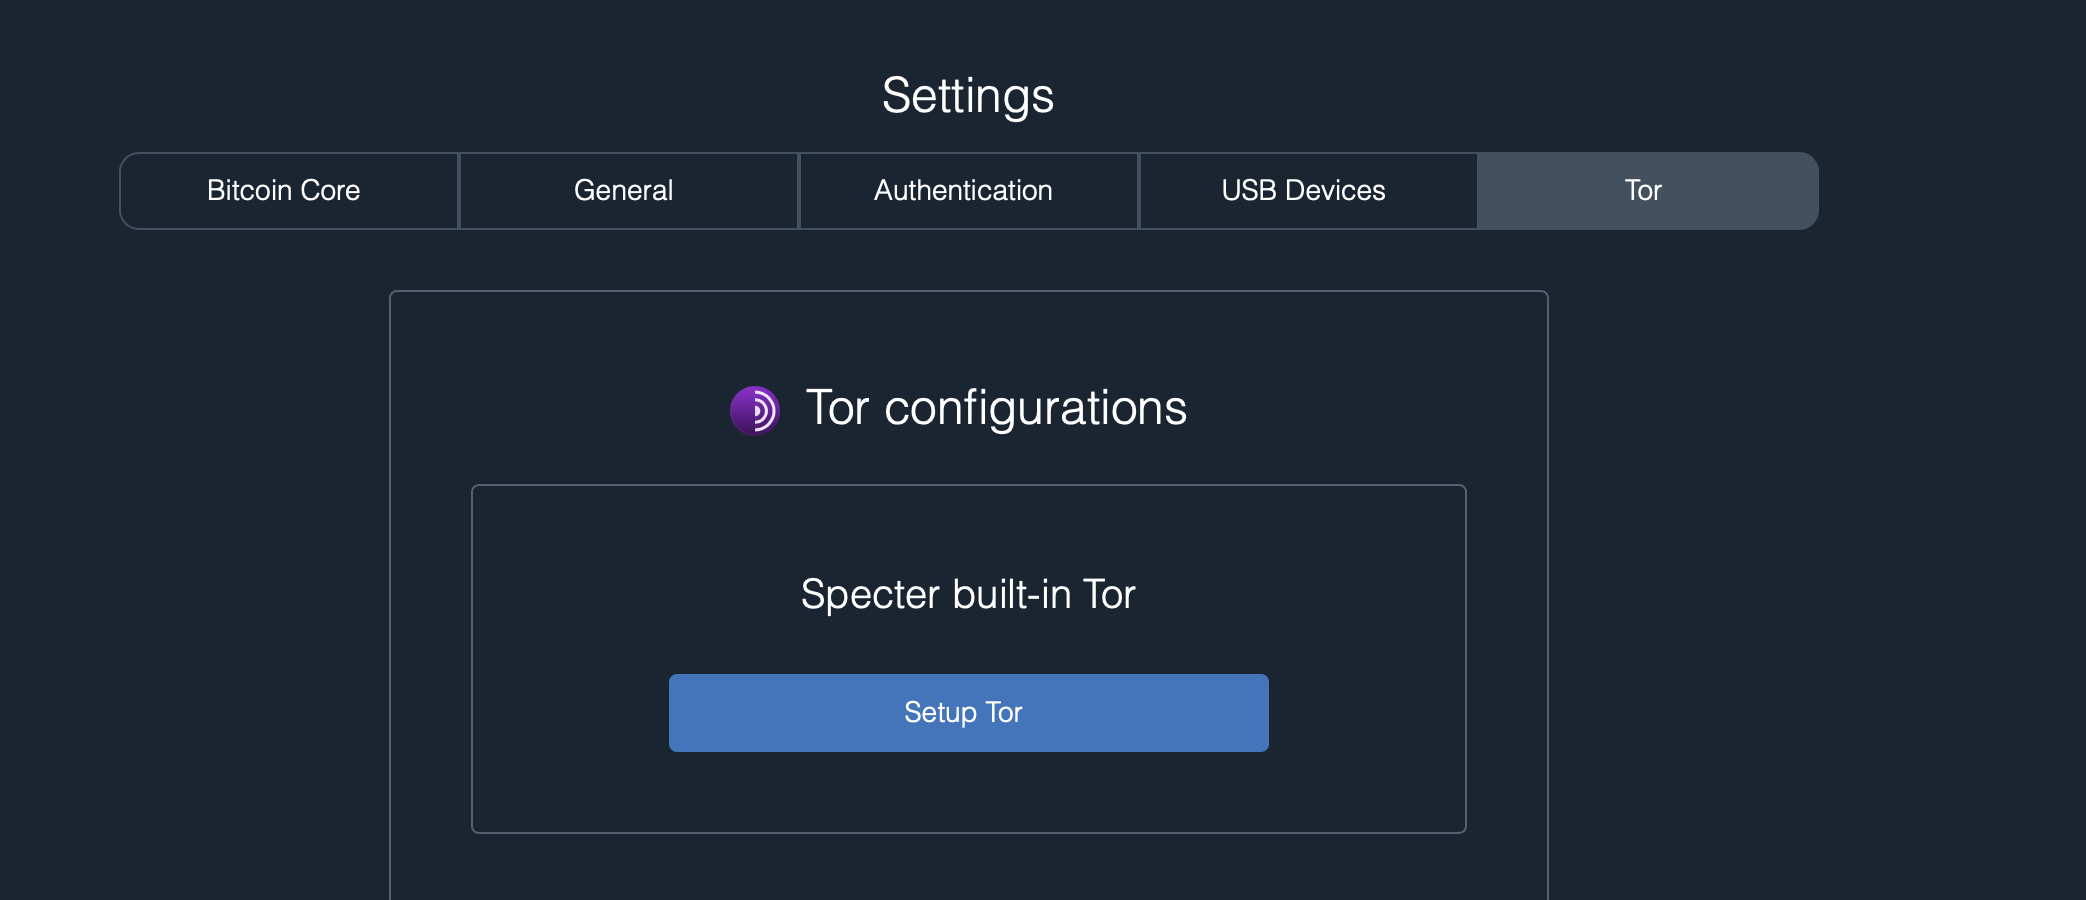 Settings
Bitcoin Core
General
Authentication
USB Devices
Tor
Tor configurations
Specter built-in Tor
Setup Tor